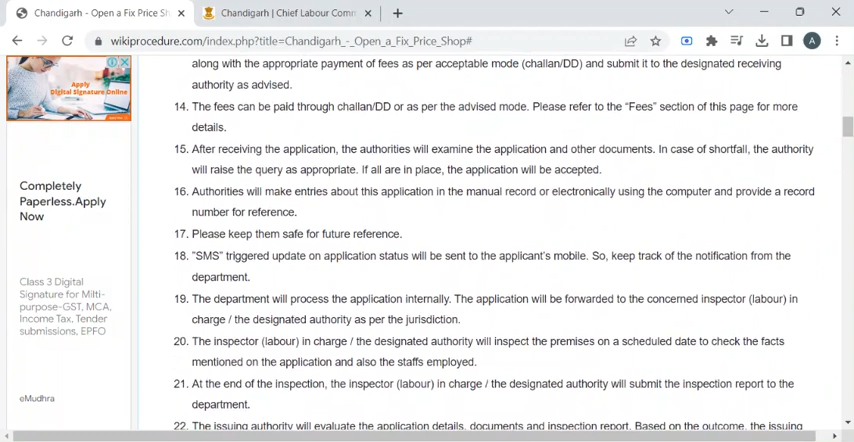 Chandigarh - Open a Fix Price Sh
Chandigarh | Chief Labour Comm
wikiprocedure.com/index.php?title=Chandigarh_-_Open_a_Fix_Price_Shop#
A
Apply
Digital Signature Online
Completely
Paperless.Apply
Now
Class 3 Digital
Signature for Milti-
purpose-GST, MCA,
Income Tax, Tender
submissions, EPFO
eMudhra
along with the appropriate payment of fees as per acceptable mode (challan/DD) and submit it to the designated receiving
authority as advised.
14. The fees can be paid through challan/DD or as per the advised mode. Please refer to the “Fees” section of this page for more
details.
15. After receiving the application, the authorities will examine the application and other documents. In case of shortfall, the authority
will raise the query as appropriate. If all are in place, the application will be accepted.
16. Authorities will make entries about this application in the manual record or electronically using the computer and provide a record
number for reference.
17. Please keep them safe for future reference.
18. ”SMS” triggered update on application status will be sent to the applicant’s mobile. So, keep track of the notification from the
department.
19. The department will process the application internally. The application will be forwarded to the concerned inspector (labour) in
charge / the designated authority as per the jurisdiction.
20. The inspector (labour) in charge / the designated authority will inspect the premises on a scheduled date to check the facts
mentioned on the application and also the staffs employed.
21. At the end of the inspection, the inspector (labour) in charge / the designated authority will submit the inspection report to the
department.
22. The issuing authority will evaluate the application details, documents and inspection report. Based on the outcome, the issuing